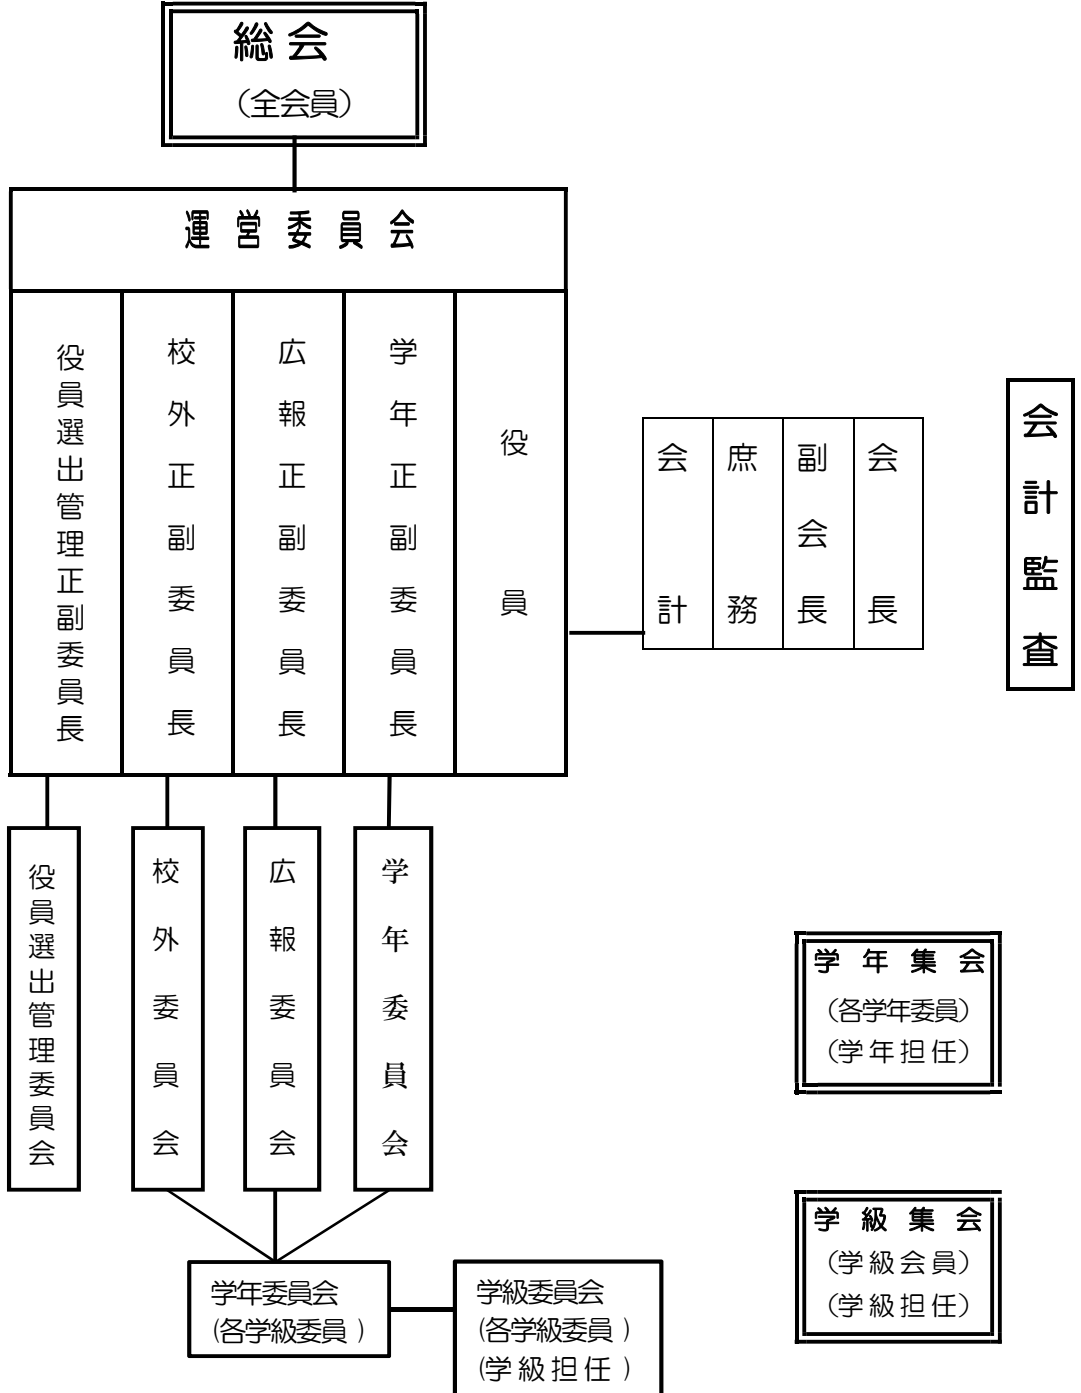 総会
（全会員）
運営委員会
役員選出管理正副委員長
校外正副委員長
広報正副委員長
学年正副委員長
役員
会計
庶務
副会長
会長
会計監査
役員選出管理委員会
校外委員会
広報委員会
学年委員会
学年集会
（各学年委員）
（学年担任）
学級集会
（学級会員）
（学級担任）
学年委員会
(各学級委員 )
学級委員会
(各学級委員 )
(学級担任 )